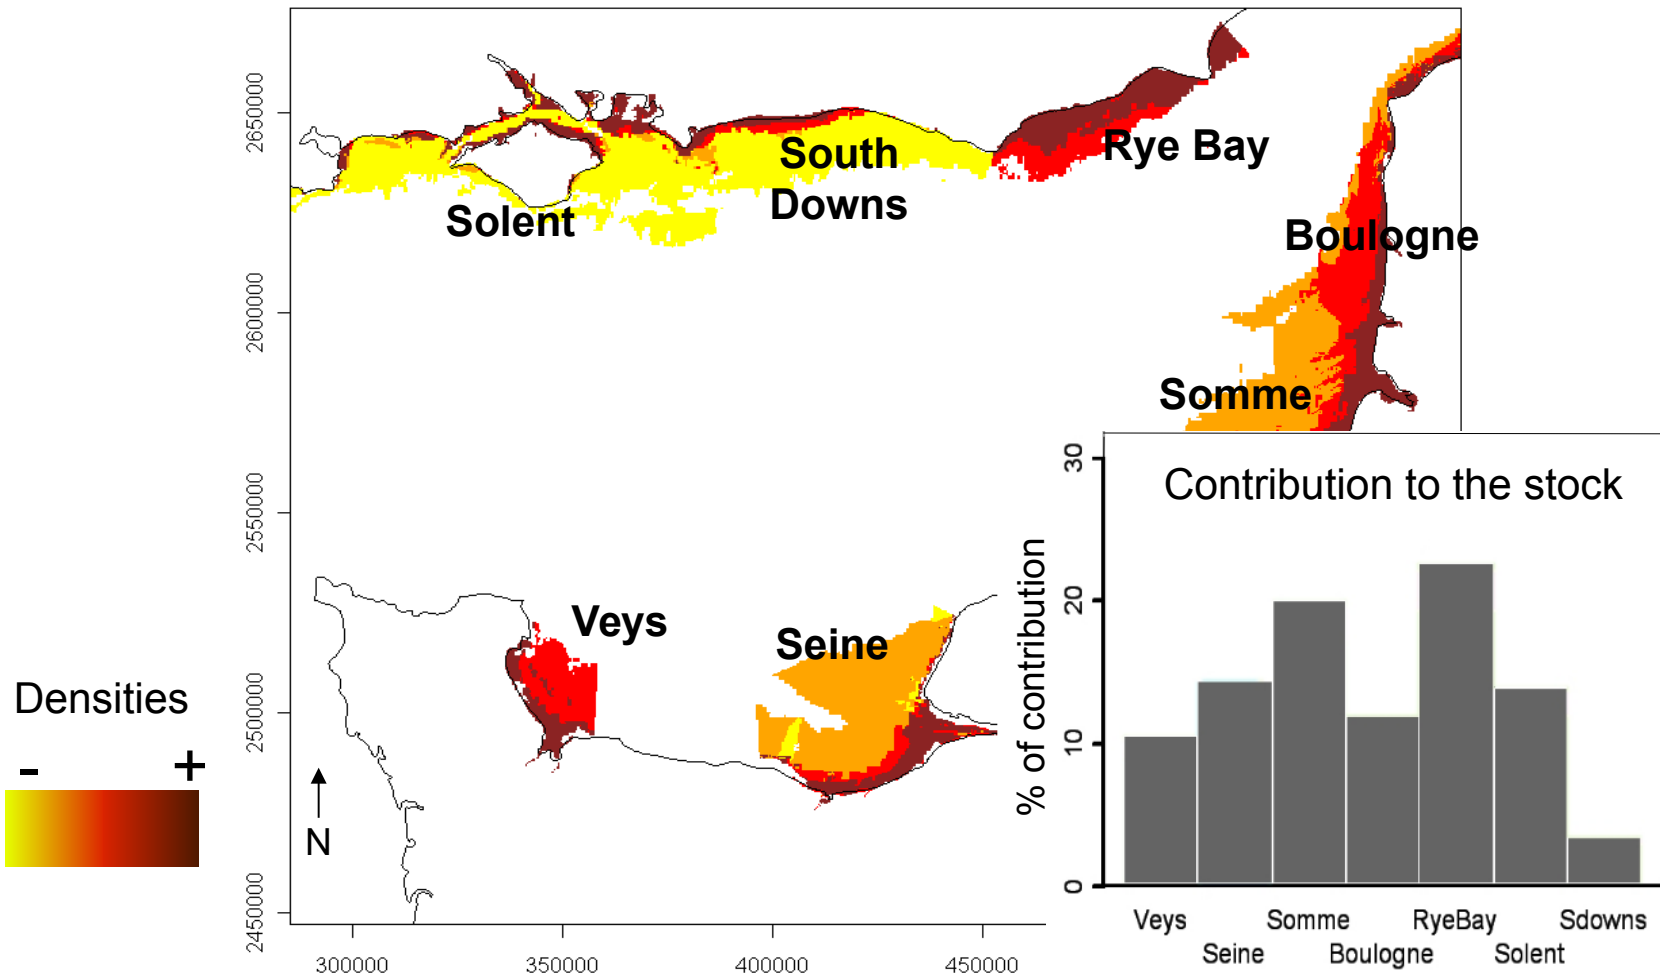 2650000
2600000
2550000
2500000
2450000
300000
350000
400000
450000
South
Downs
Rye Bay
Solent
Boulogne
Somme
Veys
Seine
Densities
- +
N
Contribution to the stock
% of contribution
30
20
10
0
Veys Somme RyeBay Sdowns
Seine Boulogne Solent